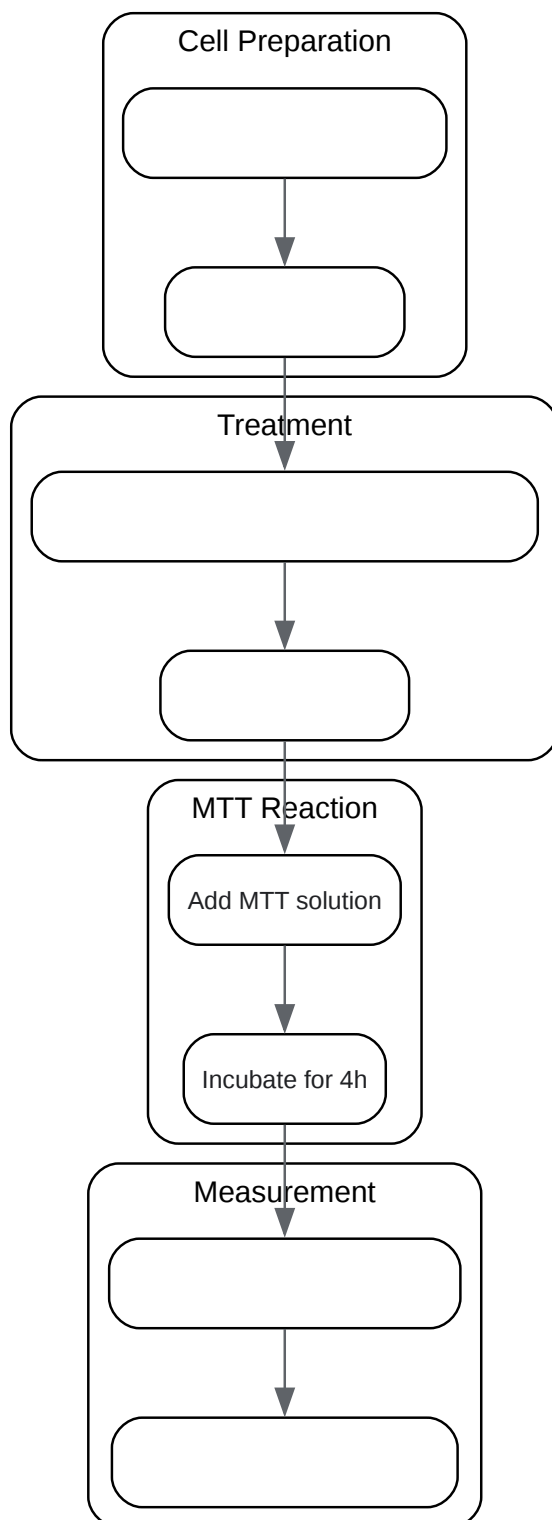 Cell Preparation
Treatment
MTT Reaction
Add MTT solution
Incubate for 4h
Measurement